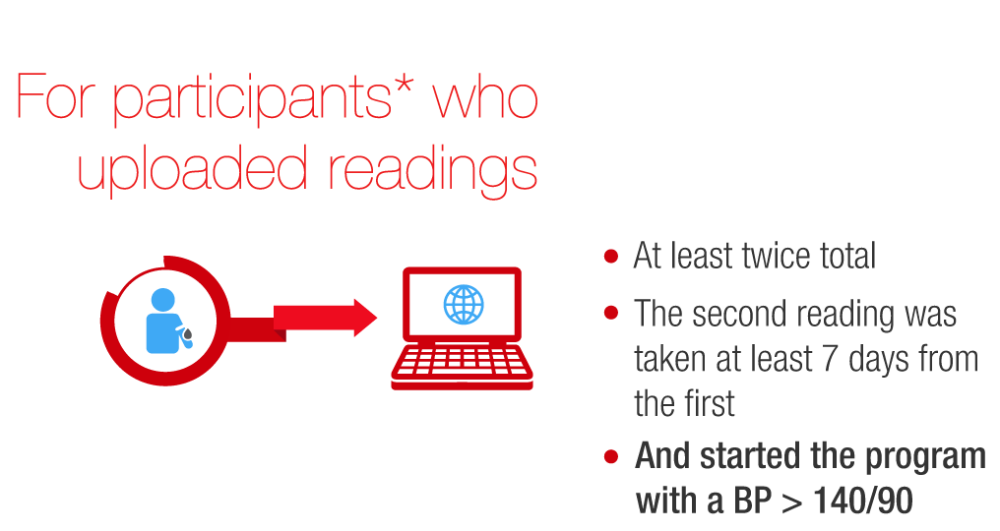 For participants* who
uploaded readings
• At least twice total
• The second reading was
taken at least 7 days from
the first
• And started the program
with a BP > 140/90